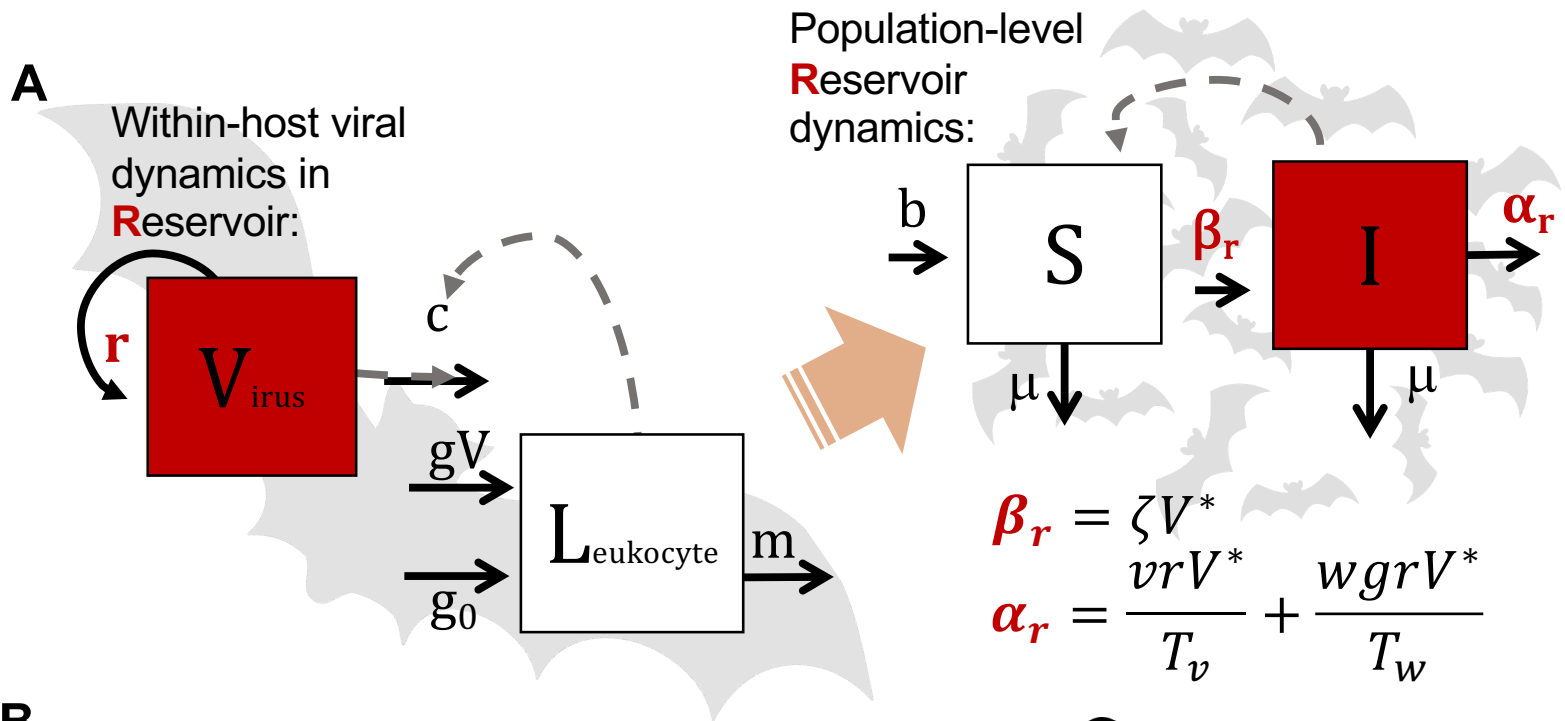 A
Within-host viral
dynamics in
Reservoir:
r
Virus
c
gV
g₀
Leukocyte
m
Population-level
Reservoir
dynamics:
b
S
βᵣ
I
αᵣ
μ
μ
βᵣ = ζV*
αᵣ = vrV*/Tᵥ + wgrV*/T_w
B